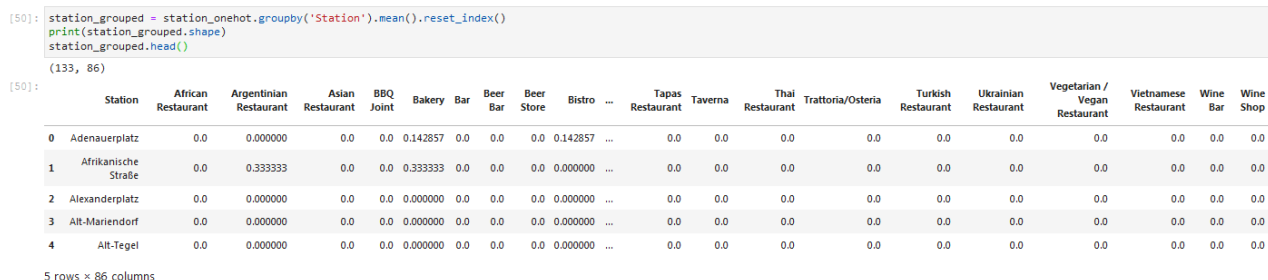 [50]: station_grouped = station_onehot.groupby('Station').mean().reset_index()
print(station_grouped.shape)
station_grouped.head()
(133, 86)
[50]:
Station African Restaurant Argentinian Restaurant Asian Restaurant BBQ Joint Bakery Bar Beer Bar Beer Store Bistro ... Tapas Restaurant Taverna Thai Restaurant Trattoria/Osteria Turkish Restaurant Ukrainian Restaurant Vegetarian / Vegan Restaurant Vietnamese Restaurant Wine Bar Wine Shop
0 Adenauerplatz 0.0 0.000000 0.0 0.0 0.142857 0.0 0.0 0.0 0.142857 ... 0.0 0.0 0.0 0.0 0.0 0.0 0.0 0.0 0.0 0.0
1 Afrikanische Straße 0.0 0.333333 0.0 0.0 0.333333 0.0 0.0 0.0 0.000000 ... 0.0 0.0 0.0 0.0 0.0 0.0 0.0 0.0 0.0 0.0
2 Alexanderplatz 0.0 0.000000 0.0 0.0 0.000000 0.0 0.0 0.0 0.000000 ... 0.0 0.0 0.0 0.0 0.0 0.0 0.0 0.0 0.0 0.0
3 Alt-Mariendorf 0.0 0.000000 0.0 0.0 0.000000 0.0 0.0 0.0 0.000000 ... 0.0 0.0 0.0 0.0 0.0 0.0 0.0 0.0 0.0 0.0
4 Alt-Tegel 0.0 0.000000 0.0 0.0 0.000000 0.0 0.0 0.0 0.000000 ... 0.0 0.0 0.0 0.0 0.0 0.0 0.0 0.0 0.0 0.0
5 rows × 86 columns